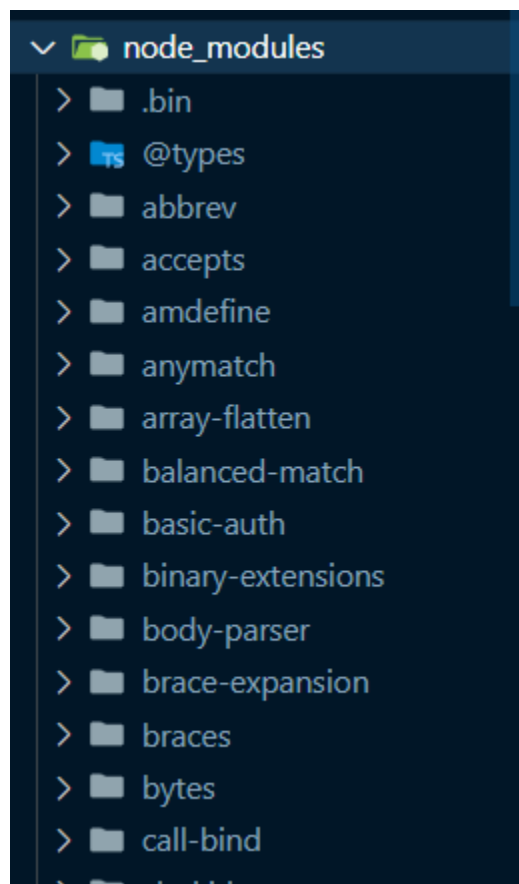 node_modules
.bin
TS @types
abbrev
accepts
amdefine
anymatch
array-flatten
balanced-match
basic-auth
binary-extensions
body-parser
brace-expansion
braces
bytes
call-bind